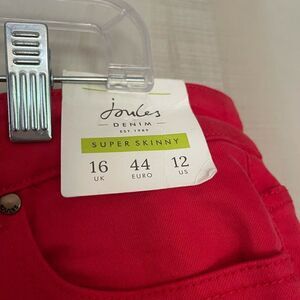 Joules
DENIM
EST. 1989
SUPER SKINNY
16 44 12
UK EURO US